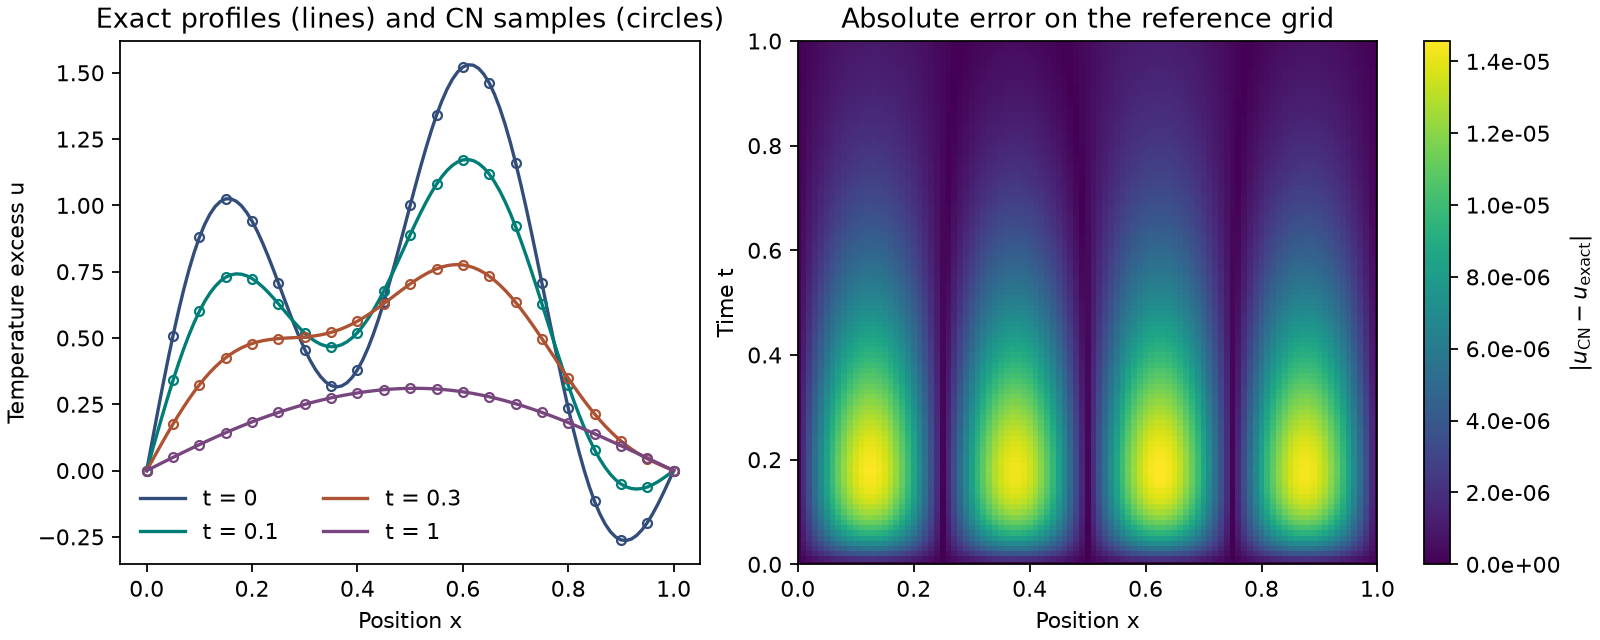 Exact profiles (lines) and CN samples (circles)
Temperature excess u
1.50
1.25
1.00
0.75
0.50
0.25
0.00
−0.25
t = 0
t = 0.1
t = 0.3
t = 1
0.0 0.2 0.4 0.6 0.8 1.0
Position x
Absolute error on the reference grid
Time t
1.0
0.8
0.6
0.4
0.2
0.0
0.0 0.2 0.4 0.6 0.8 1.0
Position x
1.4e-05
1.2e-05
1.0e-05
8.0e-06
6.0e-06
4.0e-06
2.0e-06
0.0e+00
|u_CN − u_exact|